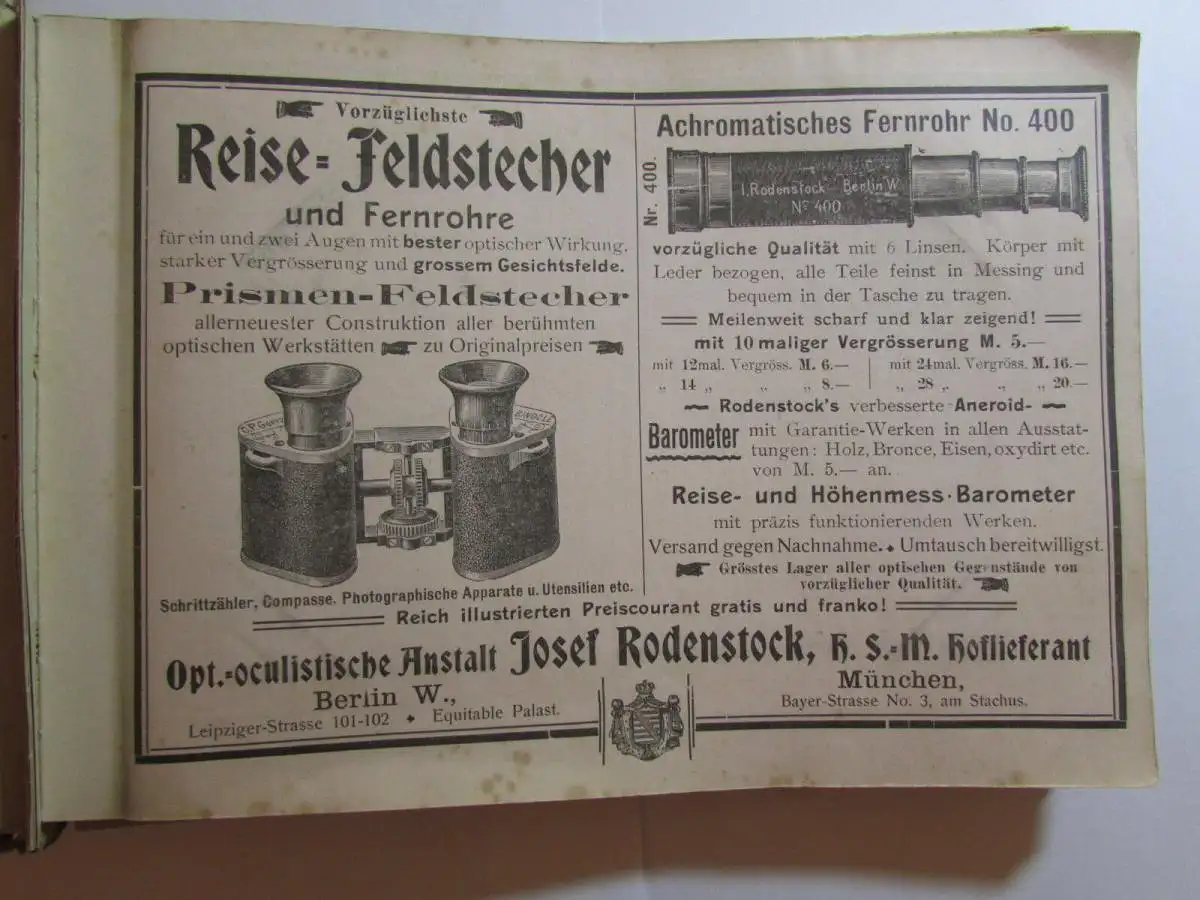 Vorzüglichste
Reise-Feldstecher
und Fernrohre
für ein und zwei Augen mit bester optischer Wirkung,
starker Vergrösserung und grossem Gesichtsfelde.
Prismen-Feldstecher
allerneuester Construktion aller berühmten
optischen Werkstätten zu Originalpreisen
C.P. Goerz
Schrittzähler, Compasse, Photographische Apparate u. Utensilien etc.
Achromatisches Fernrohr No. 400
Nr. 400.
I. Rodenstock Berlin W
No 400
vorzügliche Qualität mit 6 Linsen. Körper mit
Leder bezogen, alle Teile feinst in Messing und
bequem in der Tasche zu tragen.
Meilenweit scharf und klar zeigend!
mit 10 maliger Vergrösserung M. 5.—
mit 12mal. Vergröss. M. 6.— mit 24mal. Vergröss. M. 16.—
„ 14 „ „ „ 8.— „ 28 „ „ „ 20.—
Rodenstock's verbesserte Aneroid-
Barometer mit Garantie-Werken in allen Ausstat-
tungen: Holz, Bronce, Eisen, oxydirt etc.
von M. 5.— an.
Reise- und Höhenmess-Barometer
mit präzis funktionierenden Werken.
Versand gegen Nachnahme. Umtausch bereitwilligst.
Grösstes Lager aller optischen Gegenstände von
vorzüglicher Qualität.
Reich illustrierten Preiscourant gratis und franko!
Opt.-oculistische Anstalt Josef Rodenstock, H. S.-M. Hoflieferant
Berlin W.,
Leipziger-Strasse 101-102 Equitable Palast.
München,
Bayer-Strasse No. 3, am Stachus.